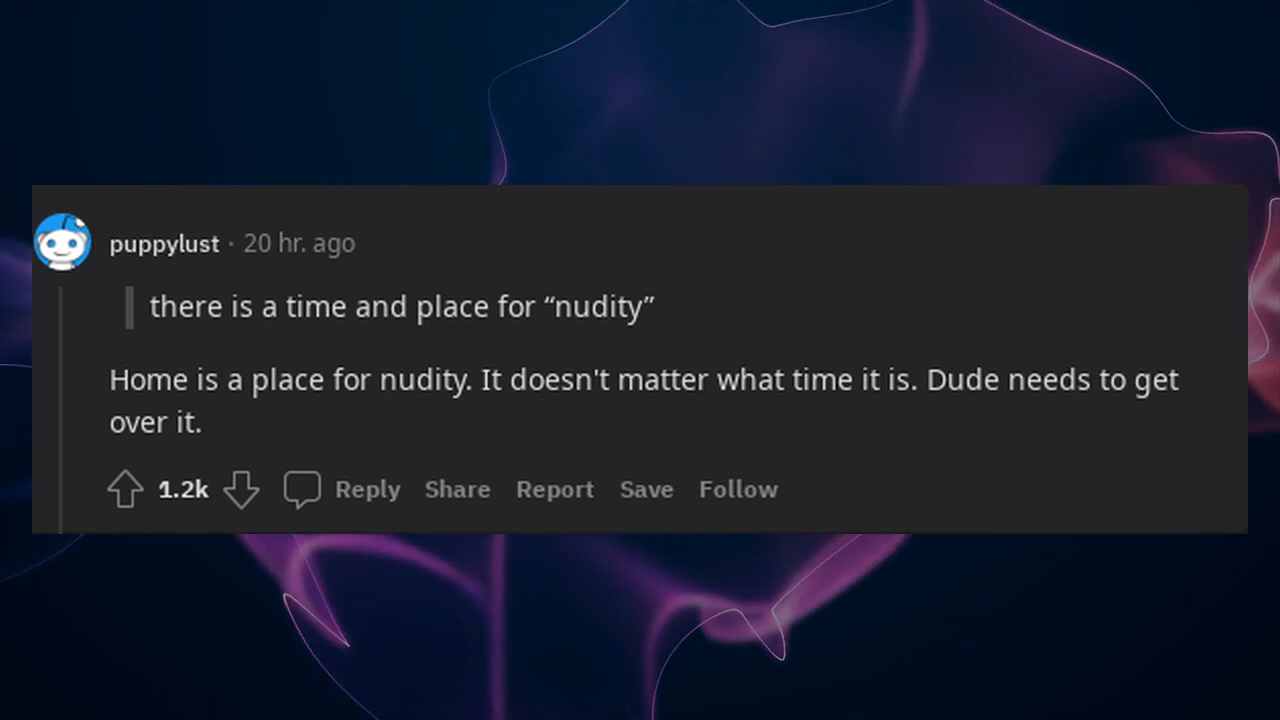 puppylust · 20 hr. ago
there is a time and place for “nudity”
Home is a place for nudity. It doesn't matter what time it is. Dude needs to get
over it.
1.2k Reply Share Report Save Follow